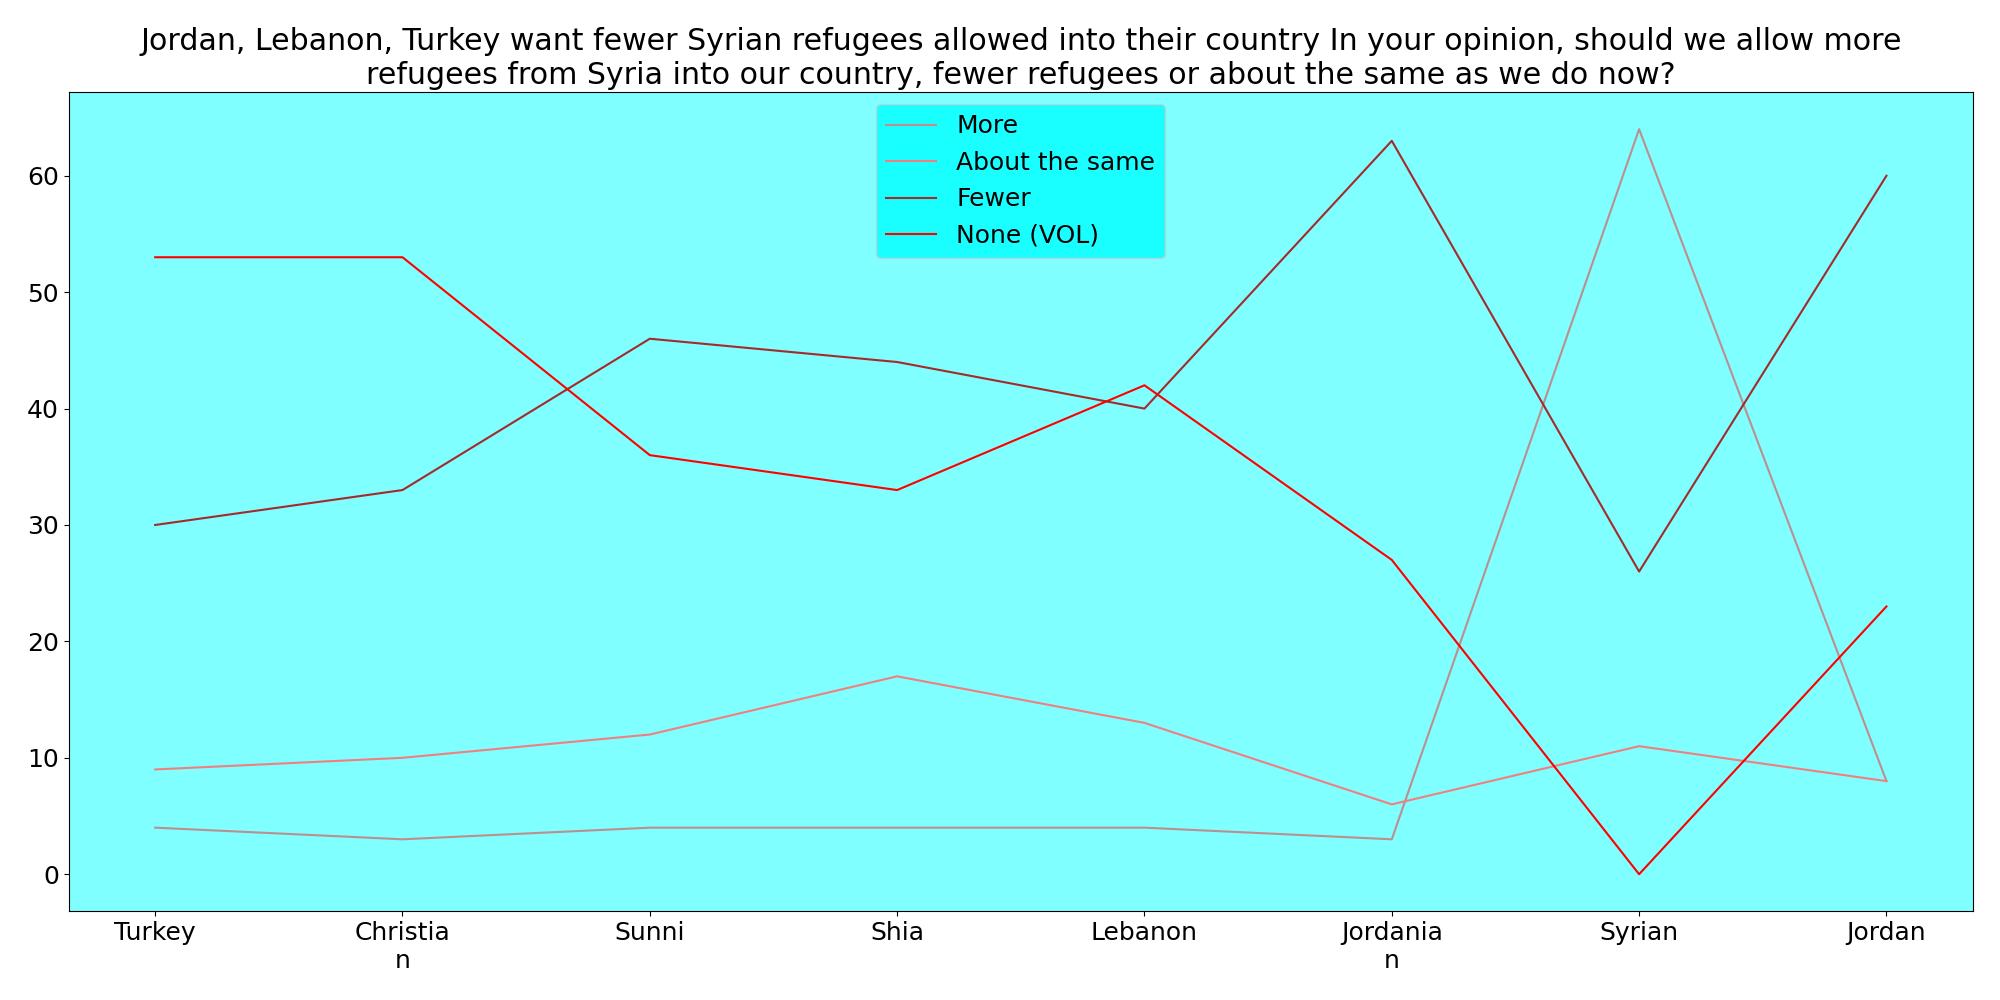 Jordan, Lebanon, Turkey want fewer Syrian refugees allowed into their country In your opinion, should we allow more
refugees from Syria into our country, fewer refugees or about the same as we do now?
More
About the same
Fewer
None (VOL)
60
50
40
30
20
10
0
Turkey
Christia
n
Sunni
Shia
Lebanon
Jordania
n
Syrian
Jordan